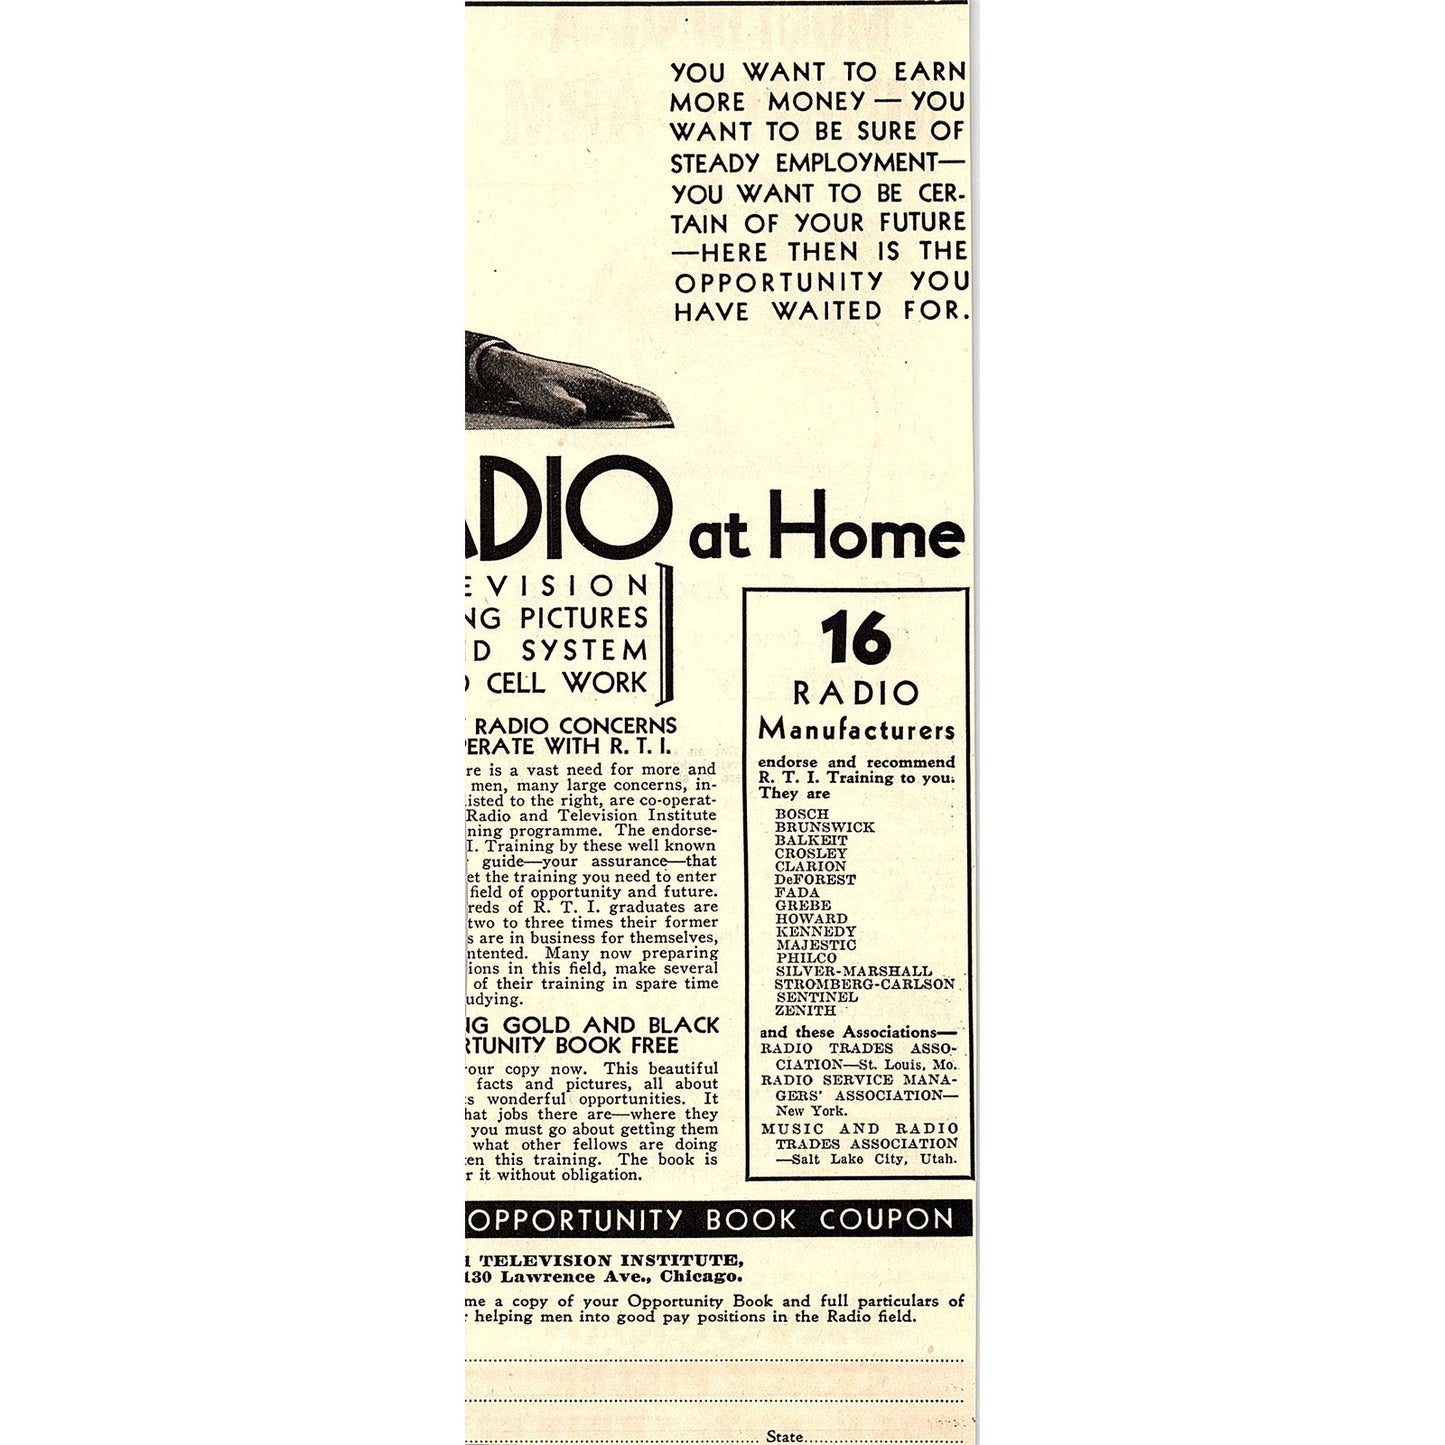 YOU WANT TO EARN
MORE MONEY — YOU
WANT TO BE SURE OF
STEADY EMPLOYMENT—
YOU WANT TO BE CER-
TAIN OF YOUR FUTURE
—HERE THEN IS THE
OPPORTUNITY YOU
HAVE WAITED FOR.
ADIO at Home
EVISION
NG PICTURES
D SYSTEM
CELL WORK
RADIO CONCERNS
PERATE WITH R. T. I.
re is a vast need for more and
men, many large concerns, in-
listed to the right, are co-operat-
Radio and Television Institute
ning programme. The endorse-
I. Training by these well known
guide—your assurance—that
et the training you need to enter
field of opportunity and future.
reds of R. T. I. graduates are
two to three times their former
s are in business for themselves,
ntented. Many now preparing
ions in this field, make several
of their training in spare time
udying.
NG GOLD AND BLACK
RTUNITY BOOK FREE
our copy now. This beautiful
facts and pictures, all about
s wonderful opportunities. It
hat jobs there are—where they
you must go about getting them
what other fellows are doing
en this training. The book is
r it without obligation.
16
RADIO
Manufacturers
endorse and recommend
R. T. I. Training to you.
They are
BOSCH
BRUNSWICK
BALKEIT
CROSLEY
CLARION
DeFOREST
FADA
GREBE
HOWARD
KENNEDY
MAJESTIC
PHILCO
SILVER-MARSHALL
STROMBERG-CARLSON
SENTINEL
ZENITH
and these Associations—
RADIO TRADES ASSO-
CIATION—St. Louis, Mo.
RADIO SERVICE MANA-
GERS' ASSOCIATION—
New York.
MUSIC AND RADIO
TRADES ASSOCIATION
—Salt Lake City, Utah.
OPPORTUNITY BOOK COUPON
TELEVISION INSTITUTE,
130 Lawrence Ave., Chicago.
me a copy of your Opportunity Book and full particulars of
helping men into good pay positions in the Radio field.
State